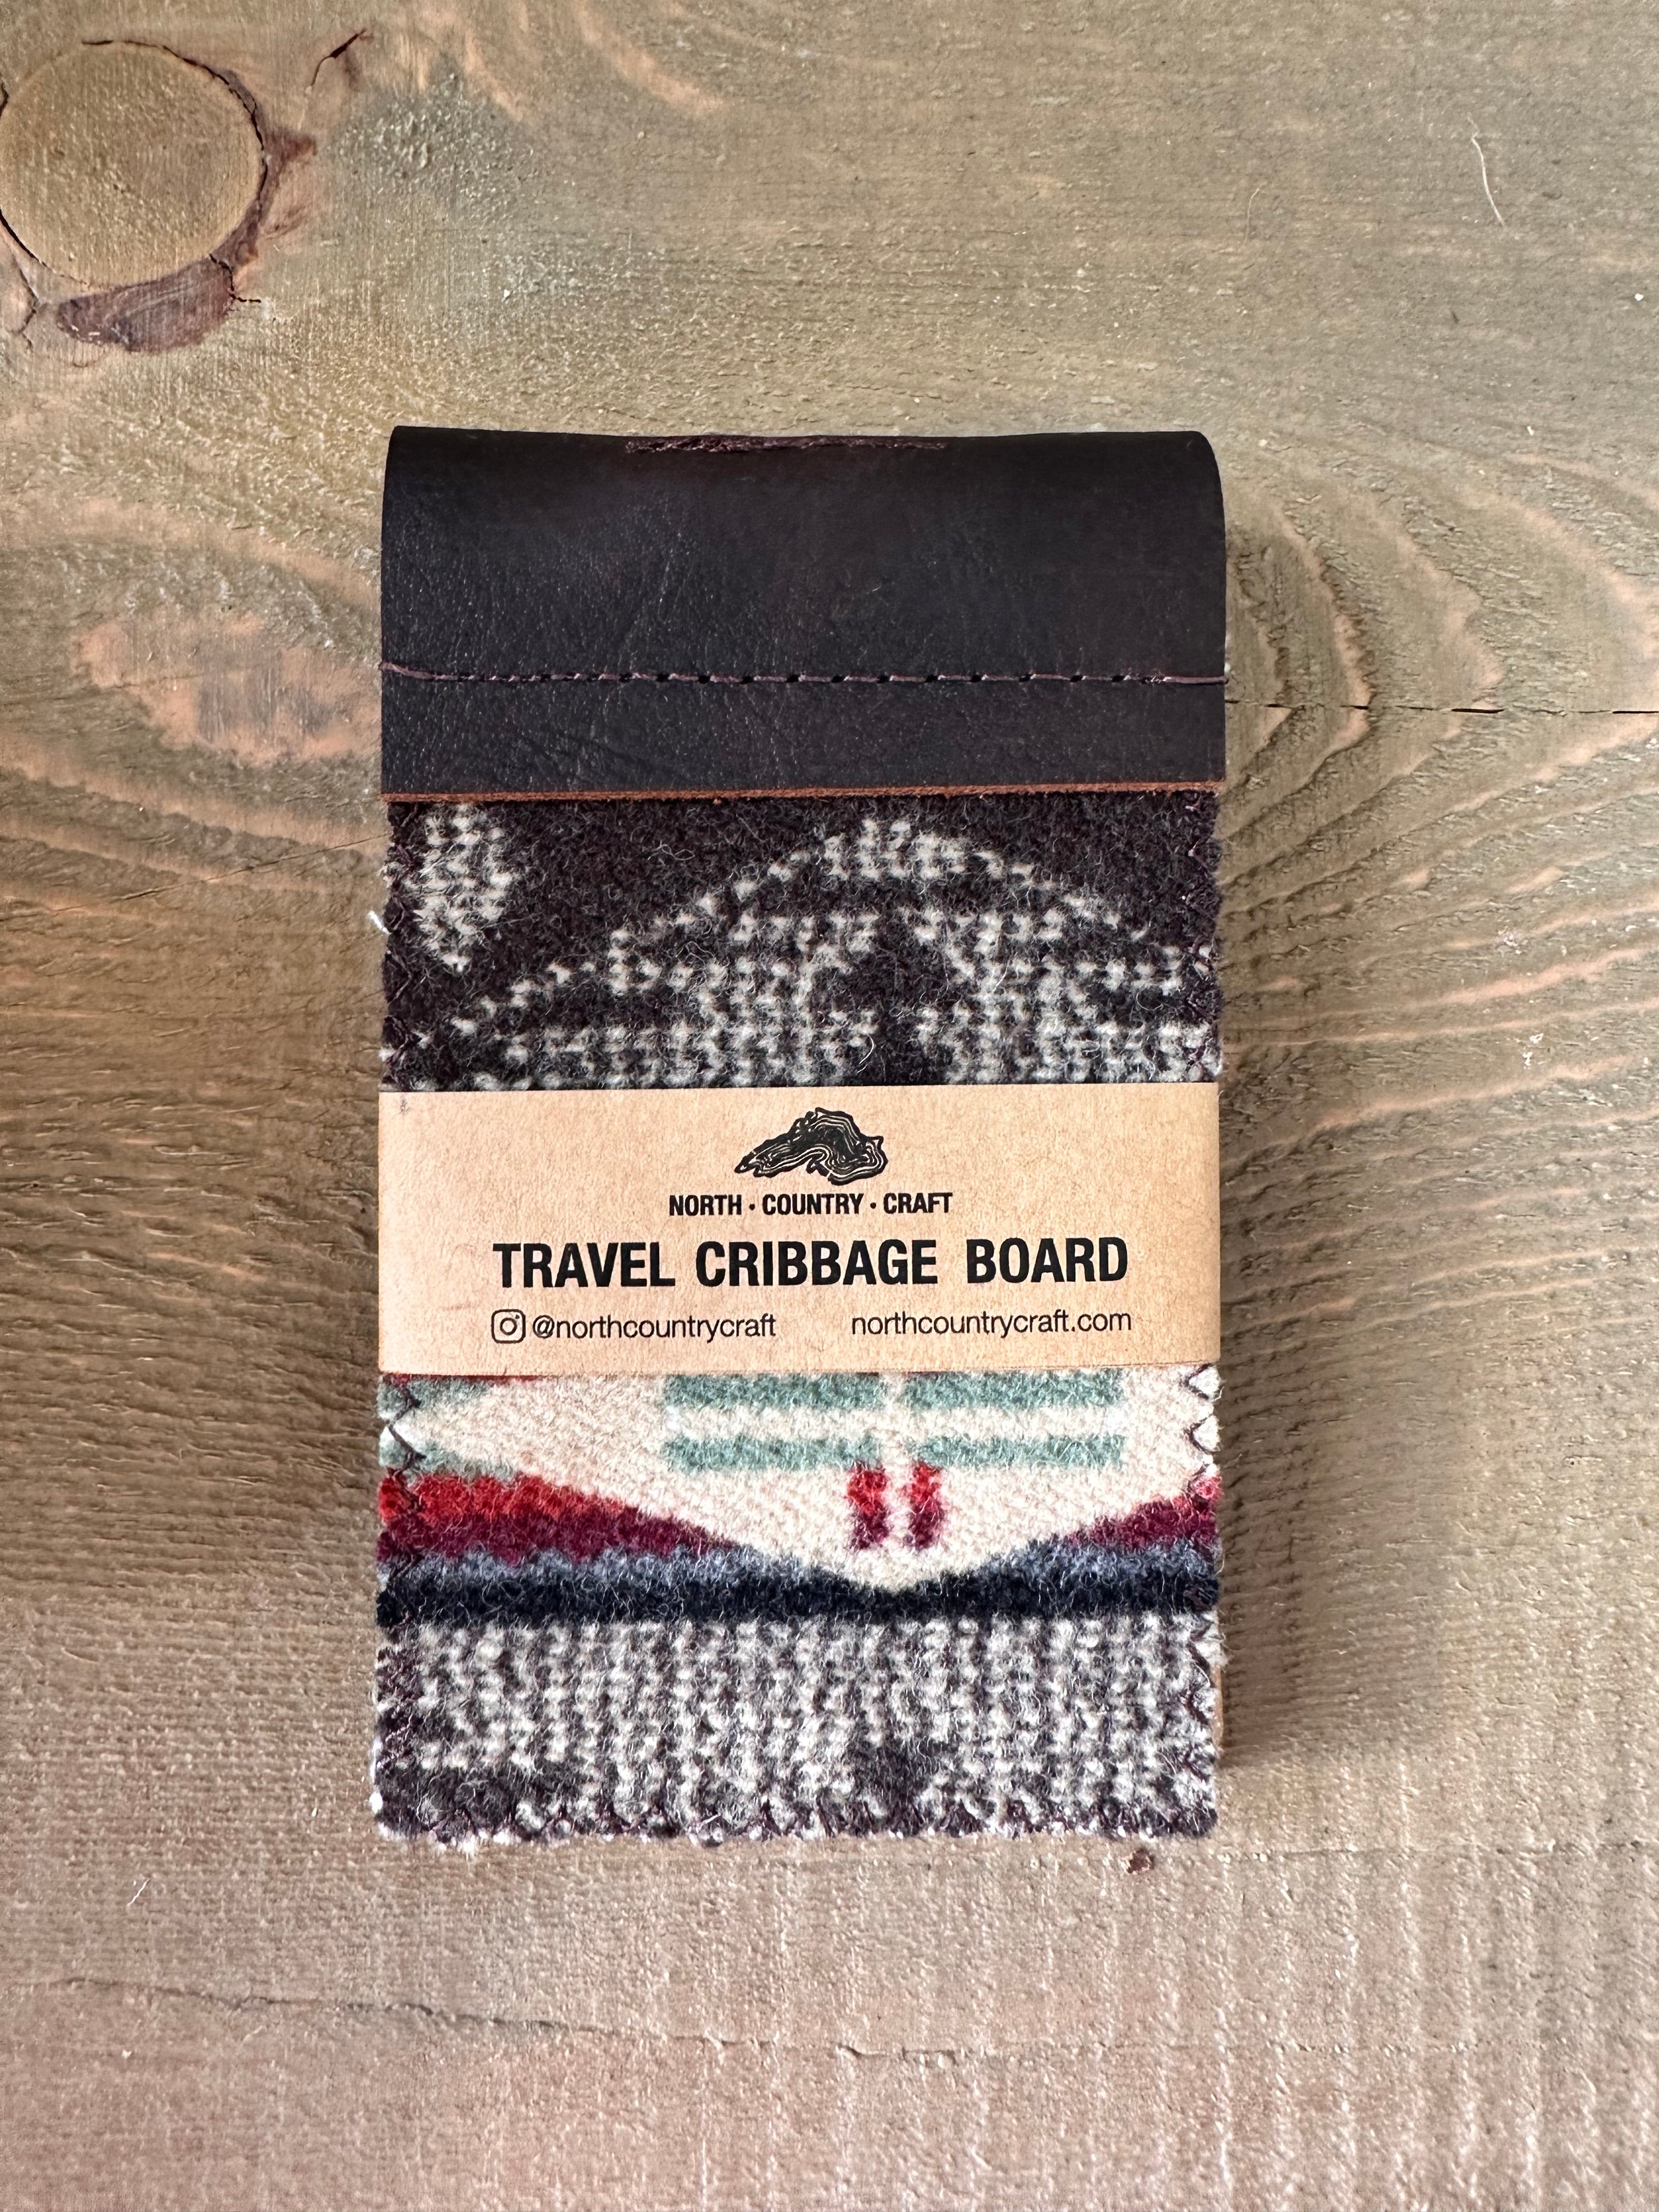 NORTH · COUNTRY · CRAFT
TRAVEL CRIBBAGE BOARD
@northcountrycraft northcountrycraft.com